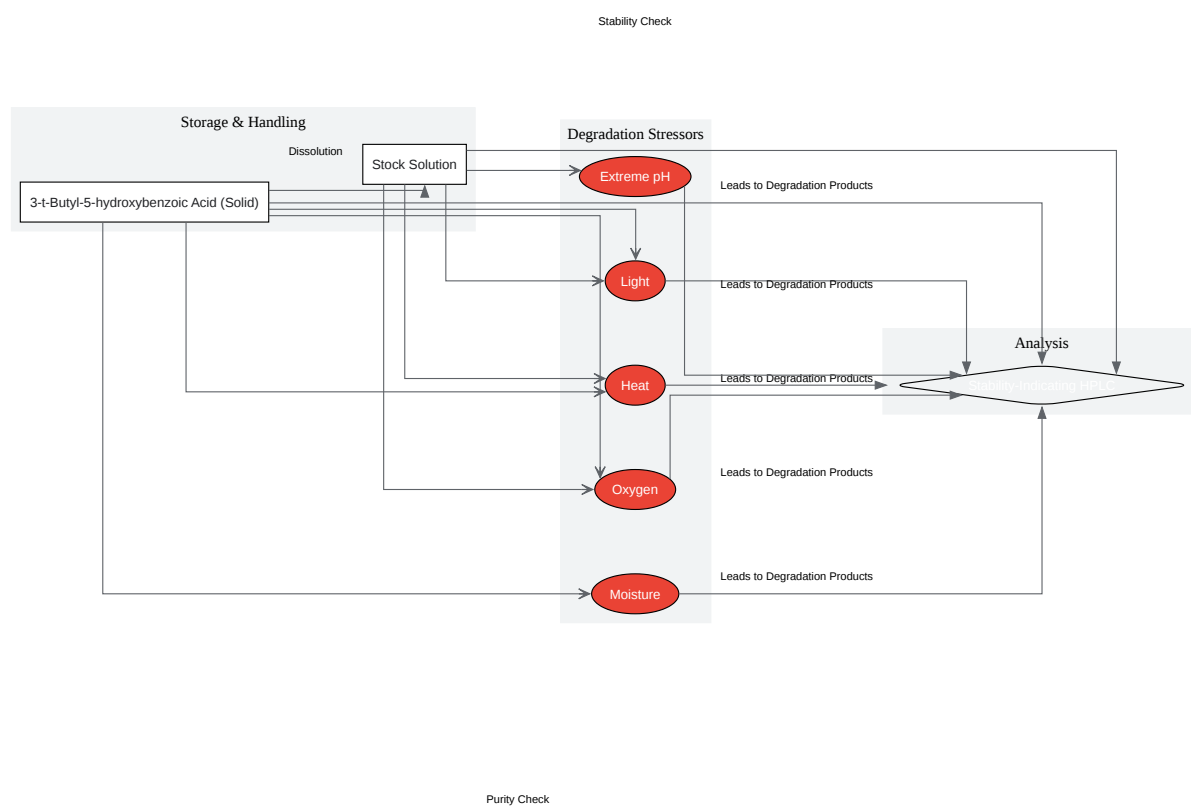 Stability Check
Storage & Handling
Degradation Stressors
Dissolution
Stock Solution
Extreme pH
Leads to Degradation Products
3-t-Butyl-5-hydroxybenzoic Acid (Solid)
Light
Leads to Degradation Products
Analysis
Heat
Leads to Degradation Products
Stability-Indicating HPLC
Oxygen
Leads to Degradation Products
Moisture
Leads to Degradation Products
Purity Check